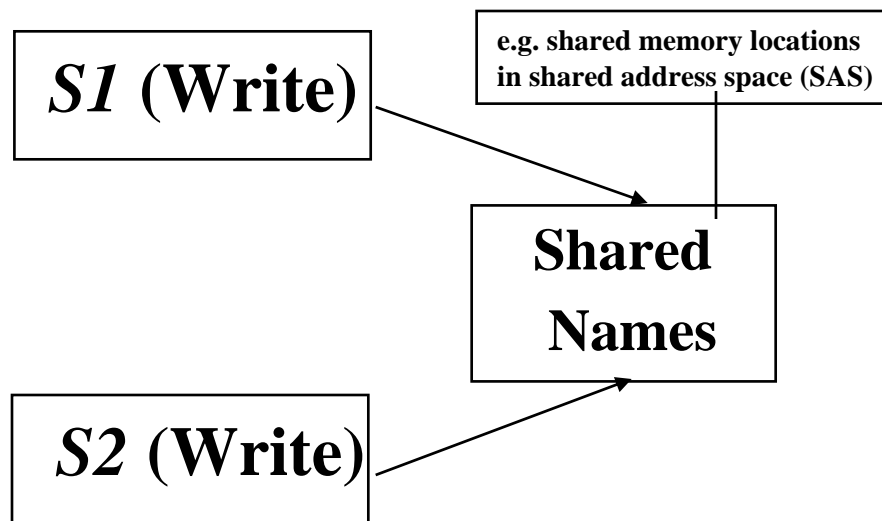 S1 (Write)
e.g. shared memory locations
in shared address space (SAS)
Shared
Names
S2 (Write)